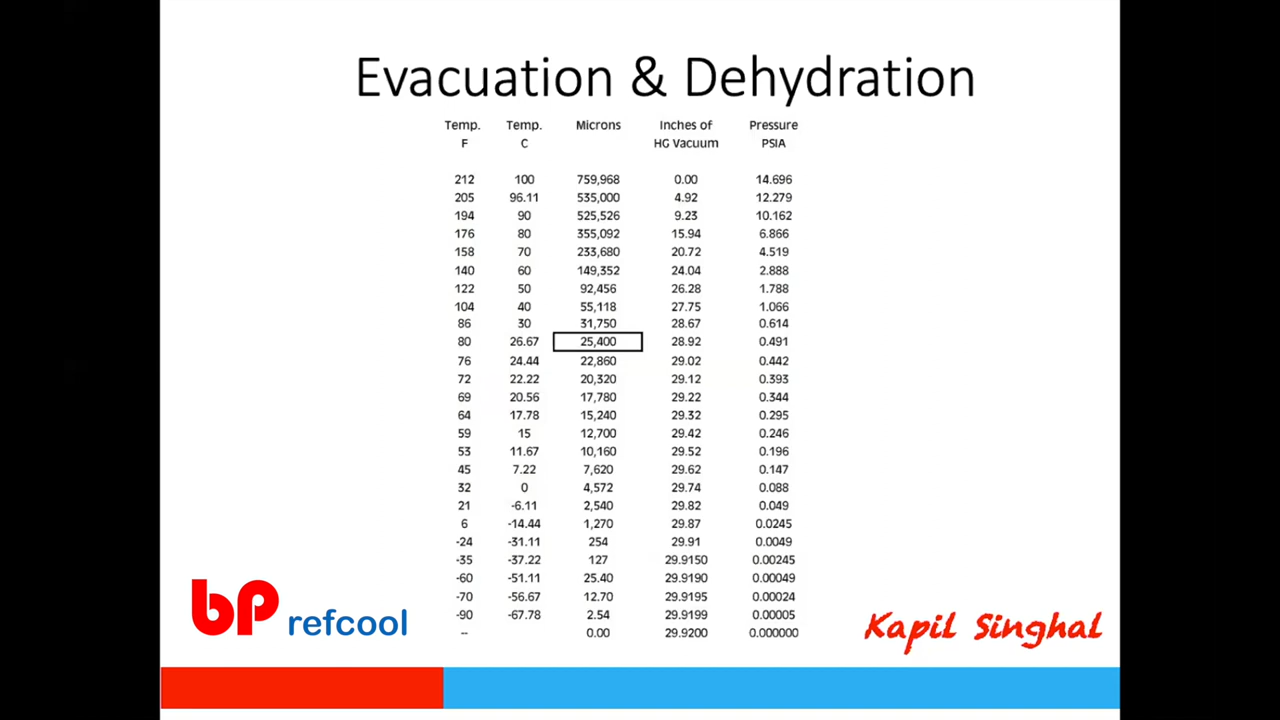 Evacuation & Dehydration
Temp. Temp. Microns Inches of Pressure
F C HG Vacuum PSIA
212 100 759,968 0.00 14.696
205 96.11 535,000 4.92 12.279
194 90 525,526 9.23 10.162
176 80 355,092 15.94 6.866
158 70 233,680 20.72 4.519
140 60 149,352 24.04 2.888
122 50 92,456 26.28 1.788
104 40 55,118 27.75 1.066
86 30 31,750 28.67 0.614
80 26.67 25,400 28.92 0.491
76 24.44 22,860 29.02 0.442
72 22.22 20,320 29.12 0.393
69 20.56 17,780 29.22 0.344
64 17.78 15,240 29.32 0.295
59 15 12,700 29.42 0.246
53 11.67 10,160 29.52 0.196
45 7.22 7,620 29.62 0.147
32 0 4,572 29.74 0.088
21 -6.11 2,540 29.82 0.049
6 -14.44 1,270 29.87 0.0245
-24 -31.11 254 29.91 0.0049
-35 -37.22 127 29.9150 0.00245
-60 -51.11 25.40 29.9190 0.00049
-70 -56.67 12.70 29.9195 0.00024
-90 -67.78 2.54 29.9199 0.00005
-- 0.00 29.9200 0.000000
bp refcool
Kapil Singhal